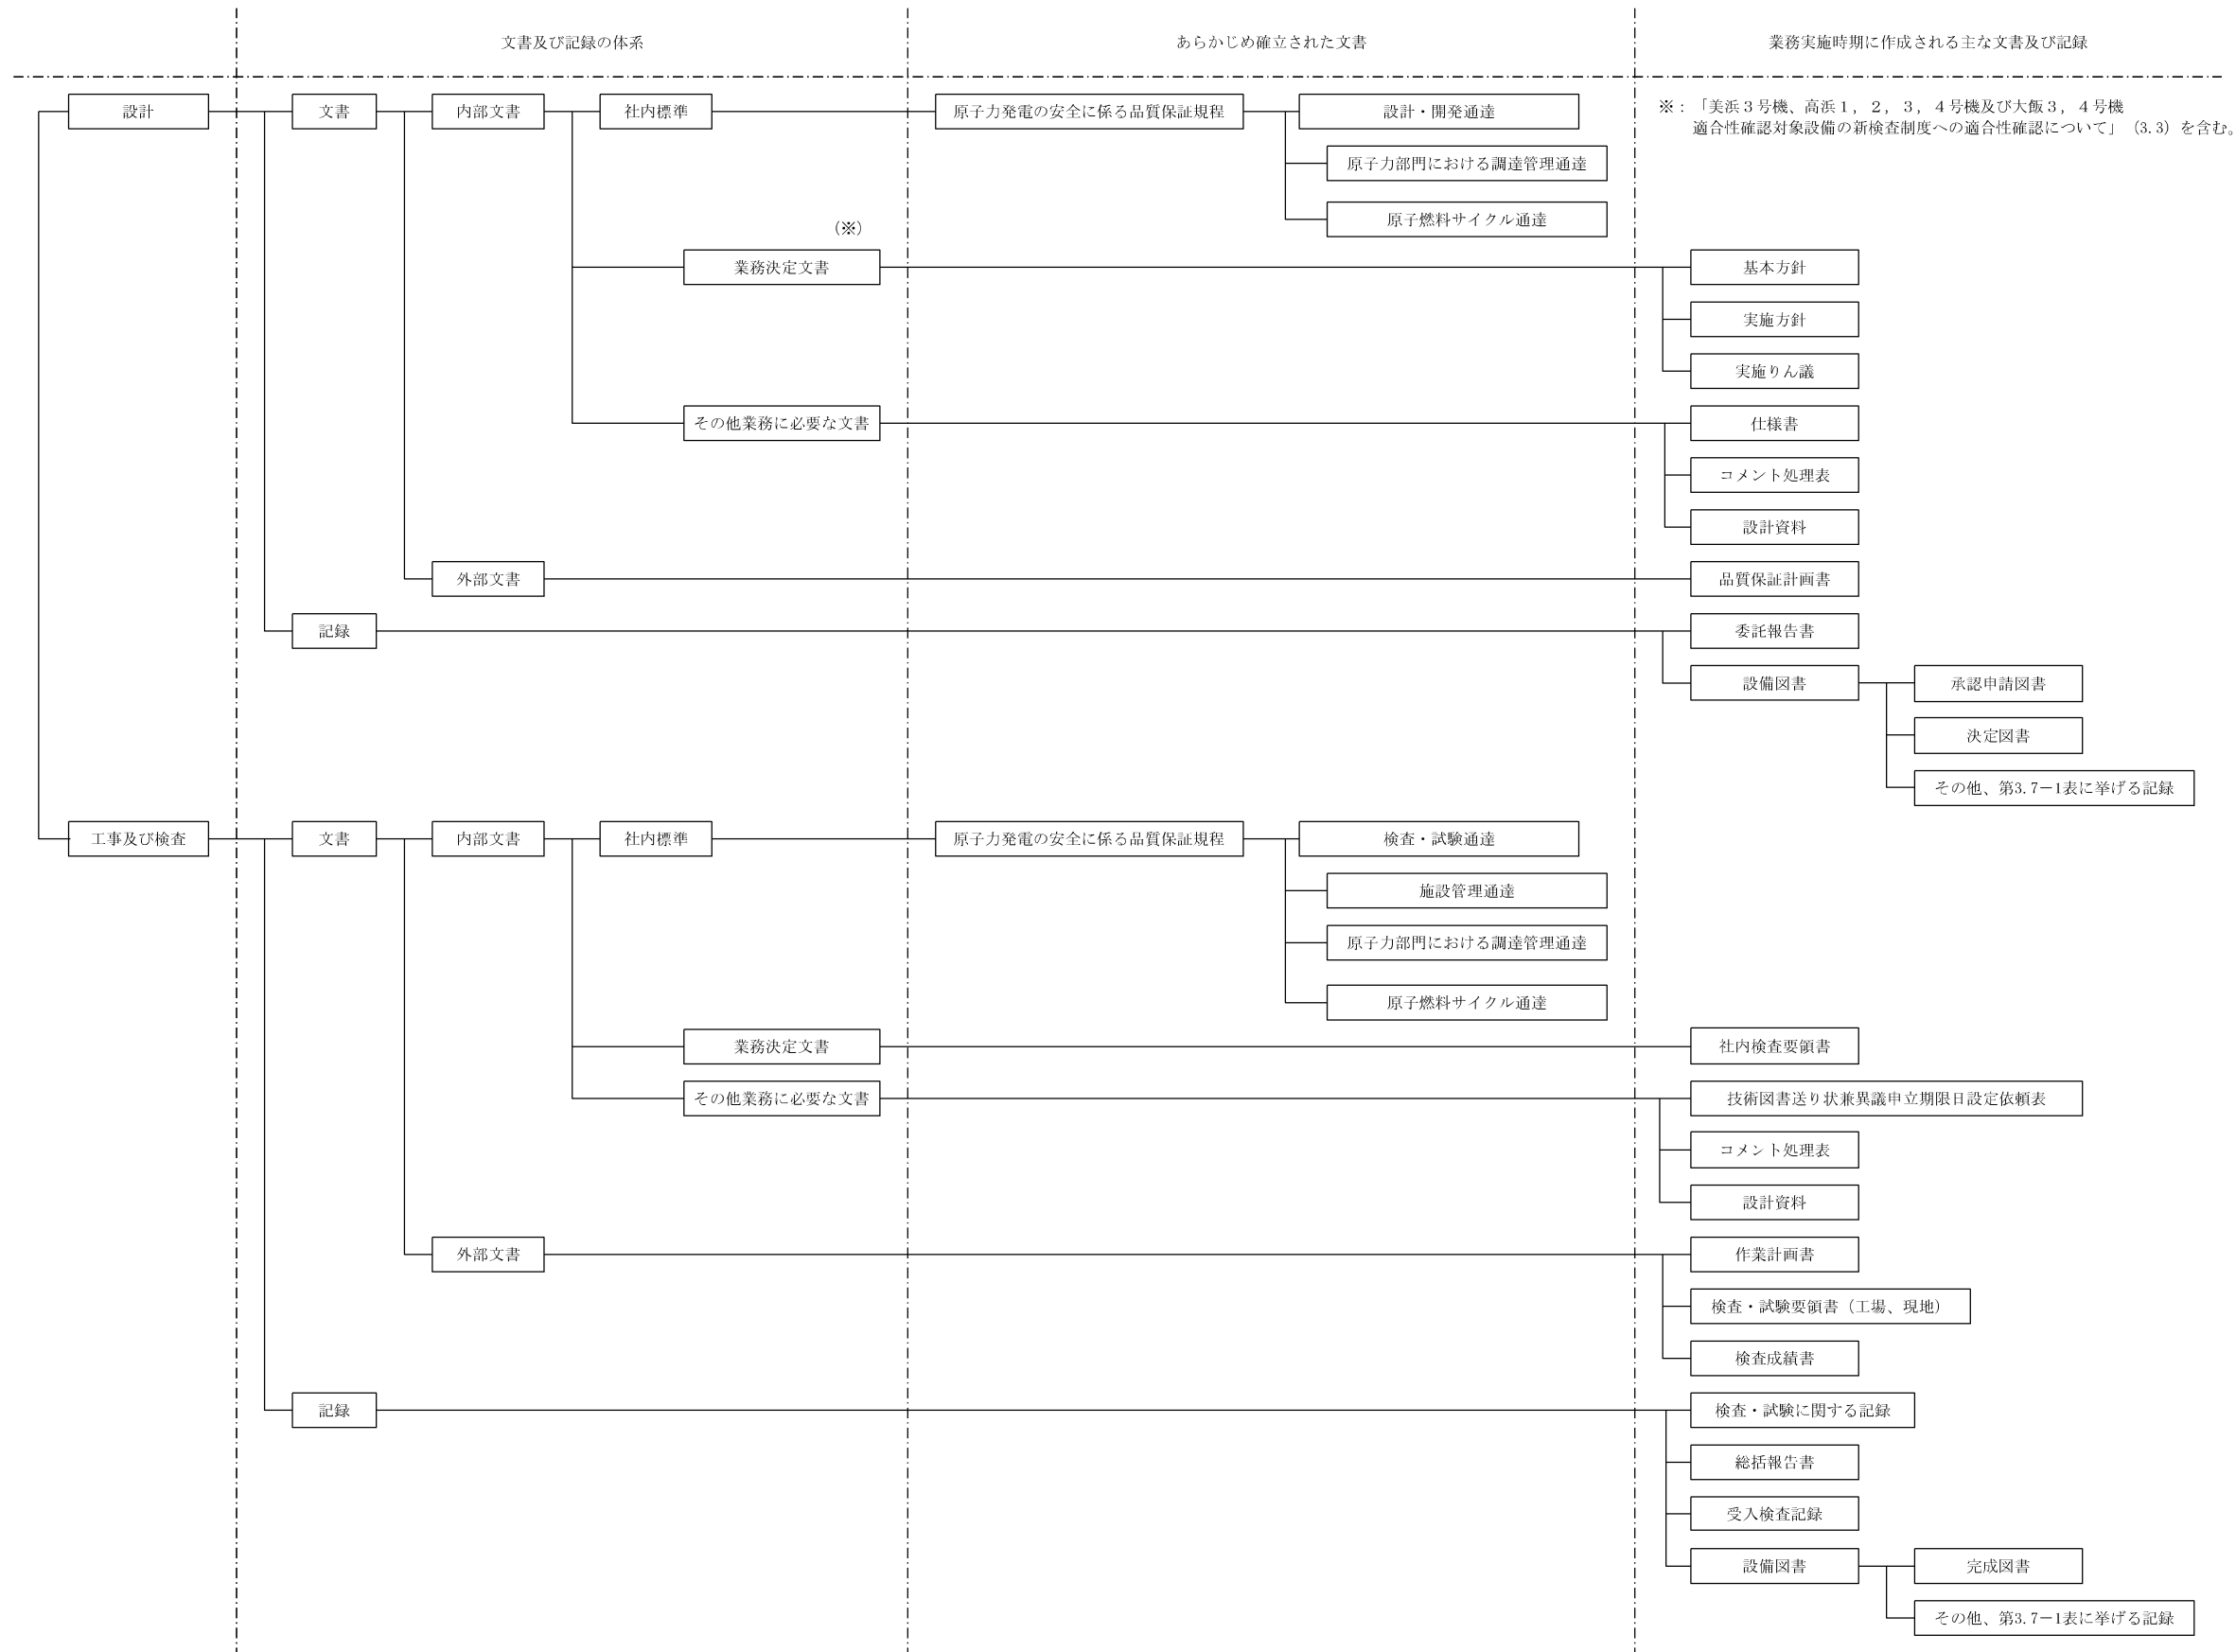 文書及び記録の体系
あらかじめ確立された文書
業務実施時期に作成される主な文書及び記録
設計
文書
内部文書
社内標準
原子力発電の安全に係る品質保証規程
設計・開発通達
※：「美浜３号機、高浜１，２，３，４号機及び大飯３，４号機
適合性確認対象設備の新検査制度への適合性確認について」（3.3）を含む。
原子力部門における調達管理通達
原子燃料サイクル通達
（※）
業務決定文書
基本方針
実施方針
実施りん議
その他業務に必要な文書
仕様書
コメント処理表
設計資料
外部文書
品質保証計画書
記録
委託報告書
設備図書
承認申請図書
決定図書
その他、第3.7－1表に挙げる記録
工事及び検査
文書
内部文書
社内標準
原子力発電の安全に係る品質保証規程
検査・試験通達
施設管理通達
原子力部門における調達管理通達
原子燃料サイクル通達
業務決定文書
社内検査要領書
その他業務に必要な文書
技術図書送り状兼異議申立期限日設定依頼表
コメント処理表
設計資料
外部文書
作業計画書
検査・試験要領書（工場、現地）
検査成績書
記録
検査・試験に関する記録
総括報告書
受入検査記録
設備図書
完成図書
その他、第3.7－1表に挙げる記録